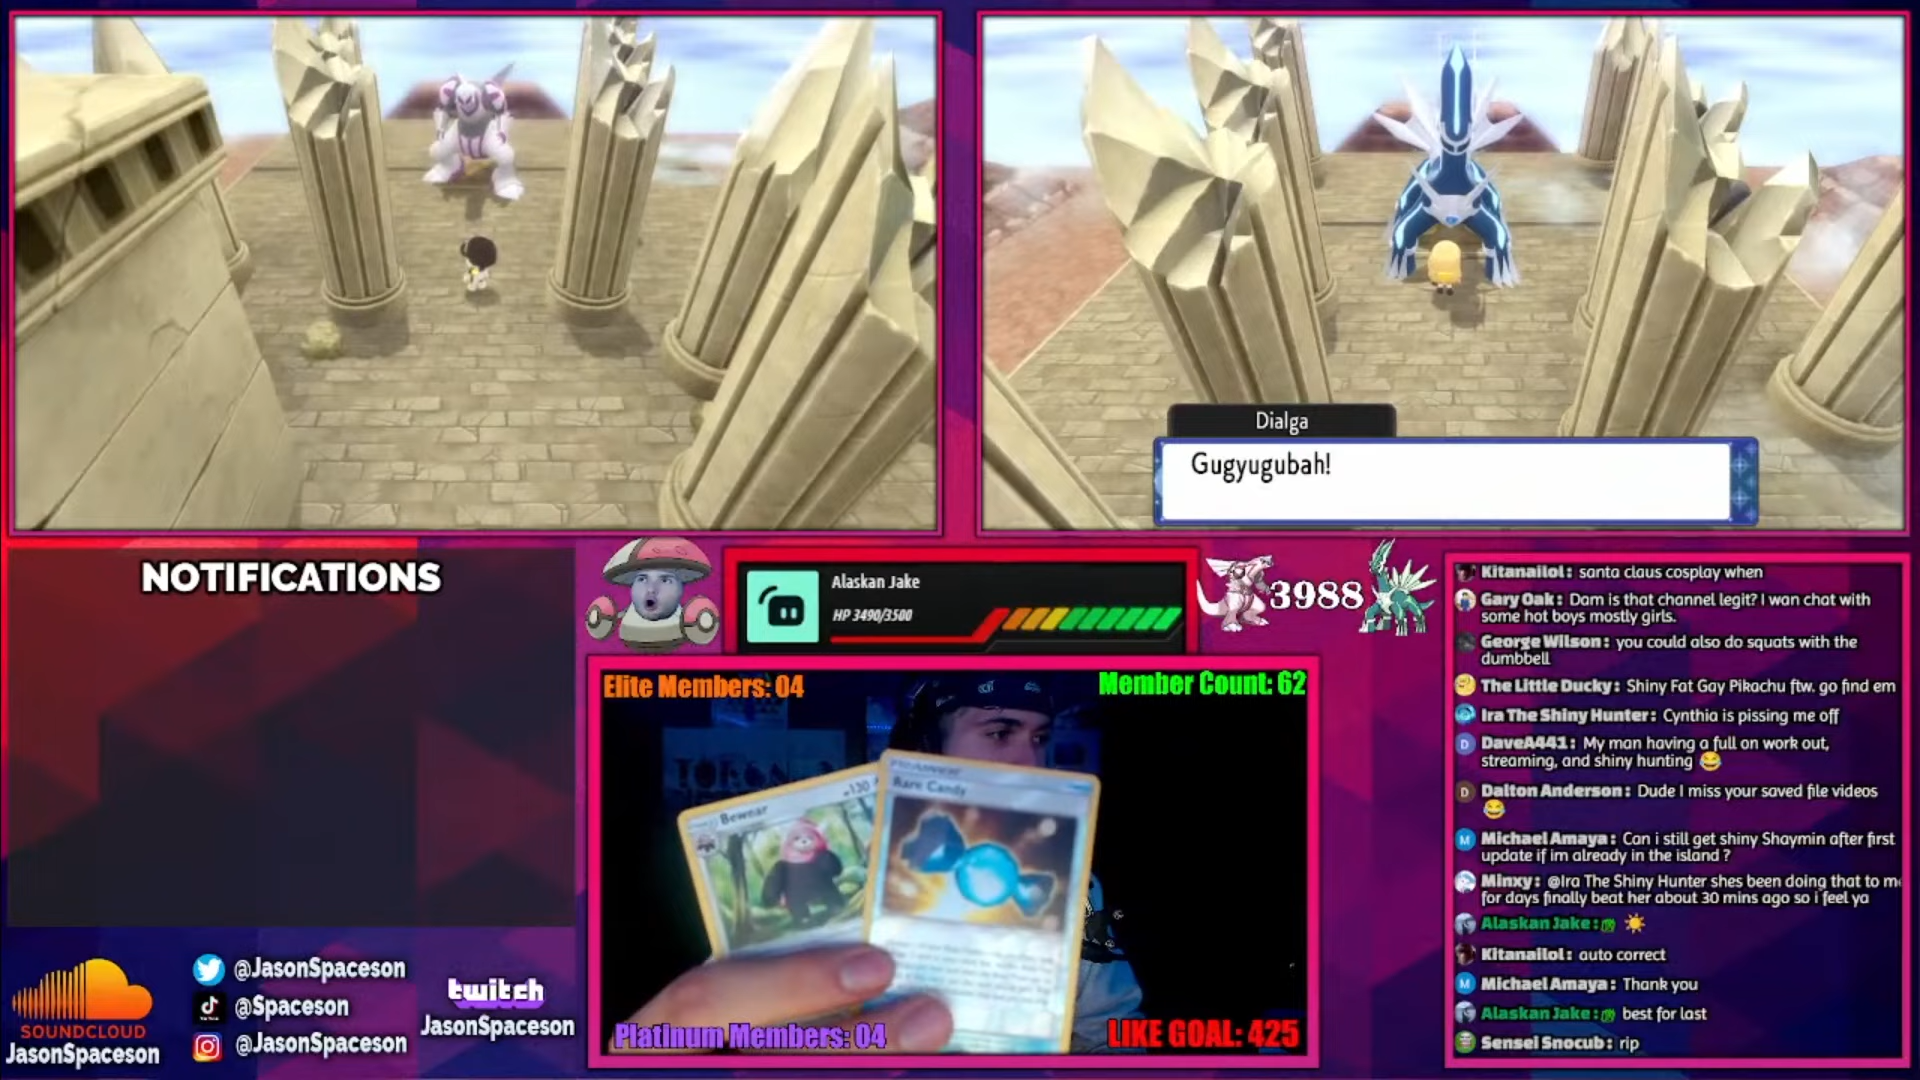 Dialga
Gugyugubah!
NOTIFICATIONS
Alaskan Jake
HP 3490/3500
3988
Elite Members: 04
Member Count: 62
Bewear
130
Rare Candy
Platinum Members: 04
LIKE GOAL: 425
SOUNDCLOUD
JasonSpaceson
@JasonSpaceson
@Spaceson
@JasonSpaceson
twitch
JasonSpaceson
Kitanailol: santa claus cosplay when
Gary Oak: Dam is that channel legit? I wan chat with
some hot boys mostly girls.
George Wilson: you could also do squats with the
dumbbell
The Little Ducky: Shiny Fat Gay Pikachu ftw. go find em
Ira The Shiny Hunter: Cynthia is pissing me off
D DaveA441: My man having a full on work out,
streaming, and shiny hunting 😂
D Dalton Anderson: Dude I miss your saved file videos
😂
M Michael Amaya: Can i still get shiny Shaymin after first
update if im already in the island ?
Minxy: @Ira The Shiny Hunter shes been doing that to me
for days finally beat her about 30 mins ago so i feel ya
Alaskan Jake: ☀️
Kitanailol: auto correct
M Michael Amaya: Thank you
Alaskan Jake: best for last
Sensei Snocub: rip